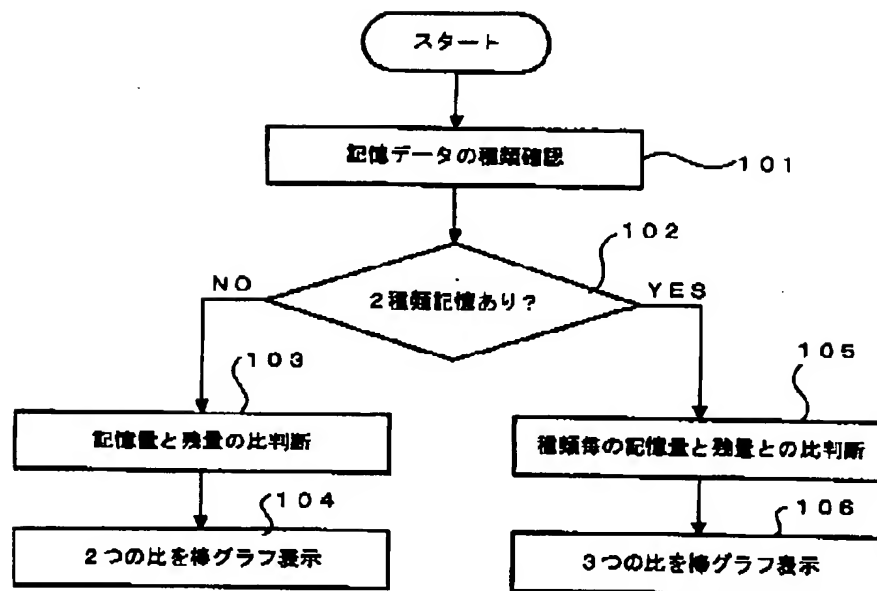 スタート
記憶データの種類確認
101
102
2種類記憶あり?
NO
YES
103
105
記憶量と残量の比判断
種類毎の記憶量と残量との比判断
104
106
2つの比を棒グラフ表示
3つの比を棒グラフ表示